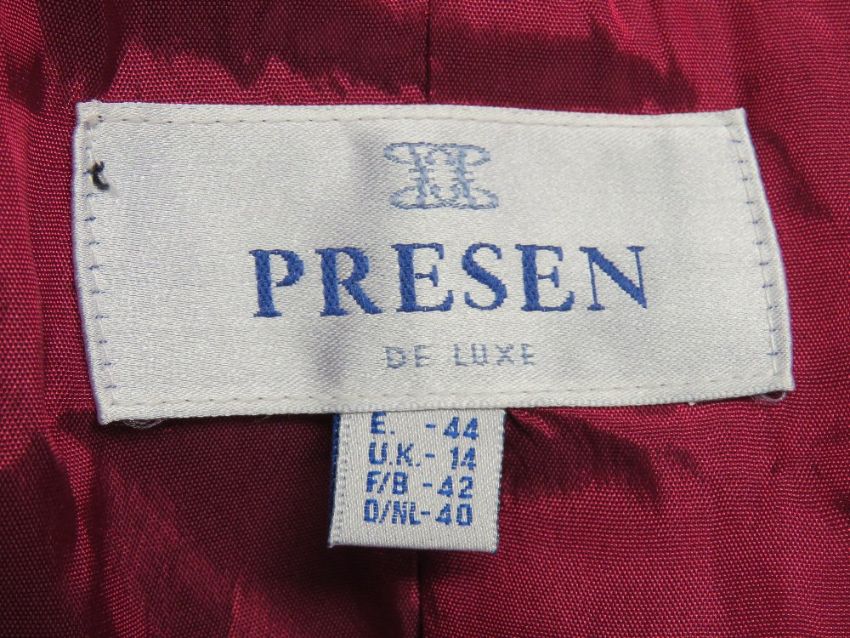 PRESEN
DE LUXE
E. -44
U.K.-14
F/B -42
D/NL-40